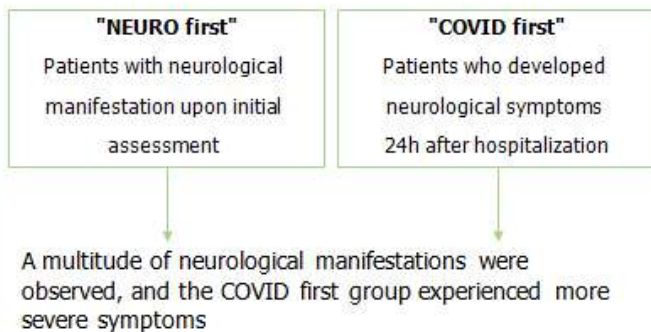 "NEURO first"
Patients with neurological
manifestation upon initial
assessment
"COVID first"
Patients who developed
neurological symptoms
24h after hospitalization
A multitude of neurological manifestations were
observed, and the COVID first group experienced more
severe symptoms